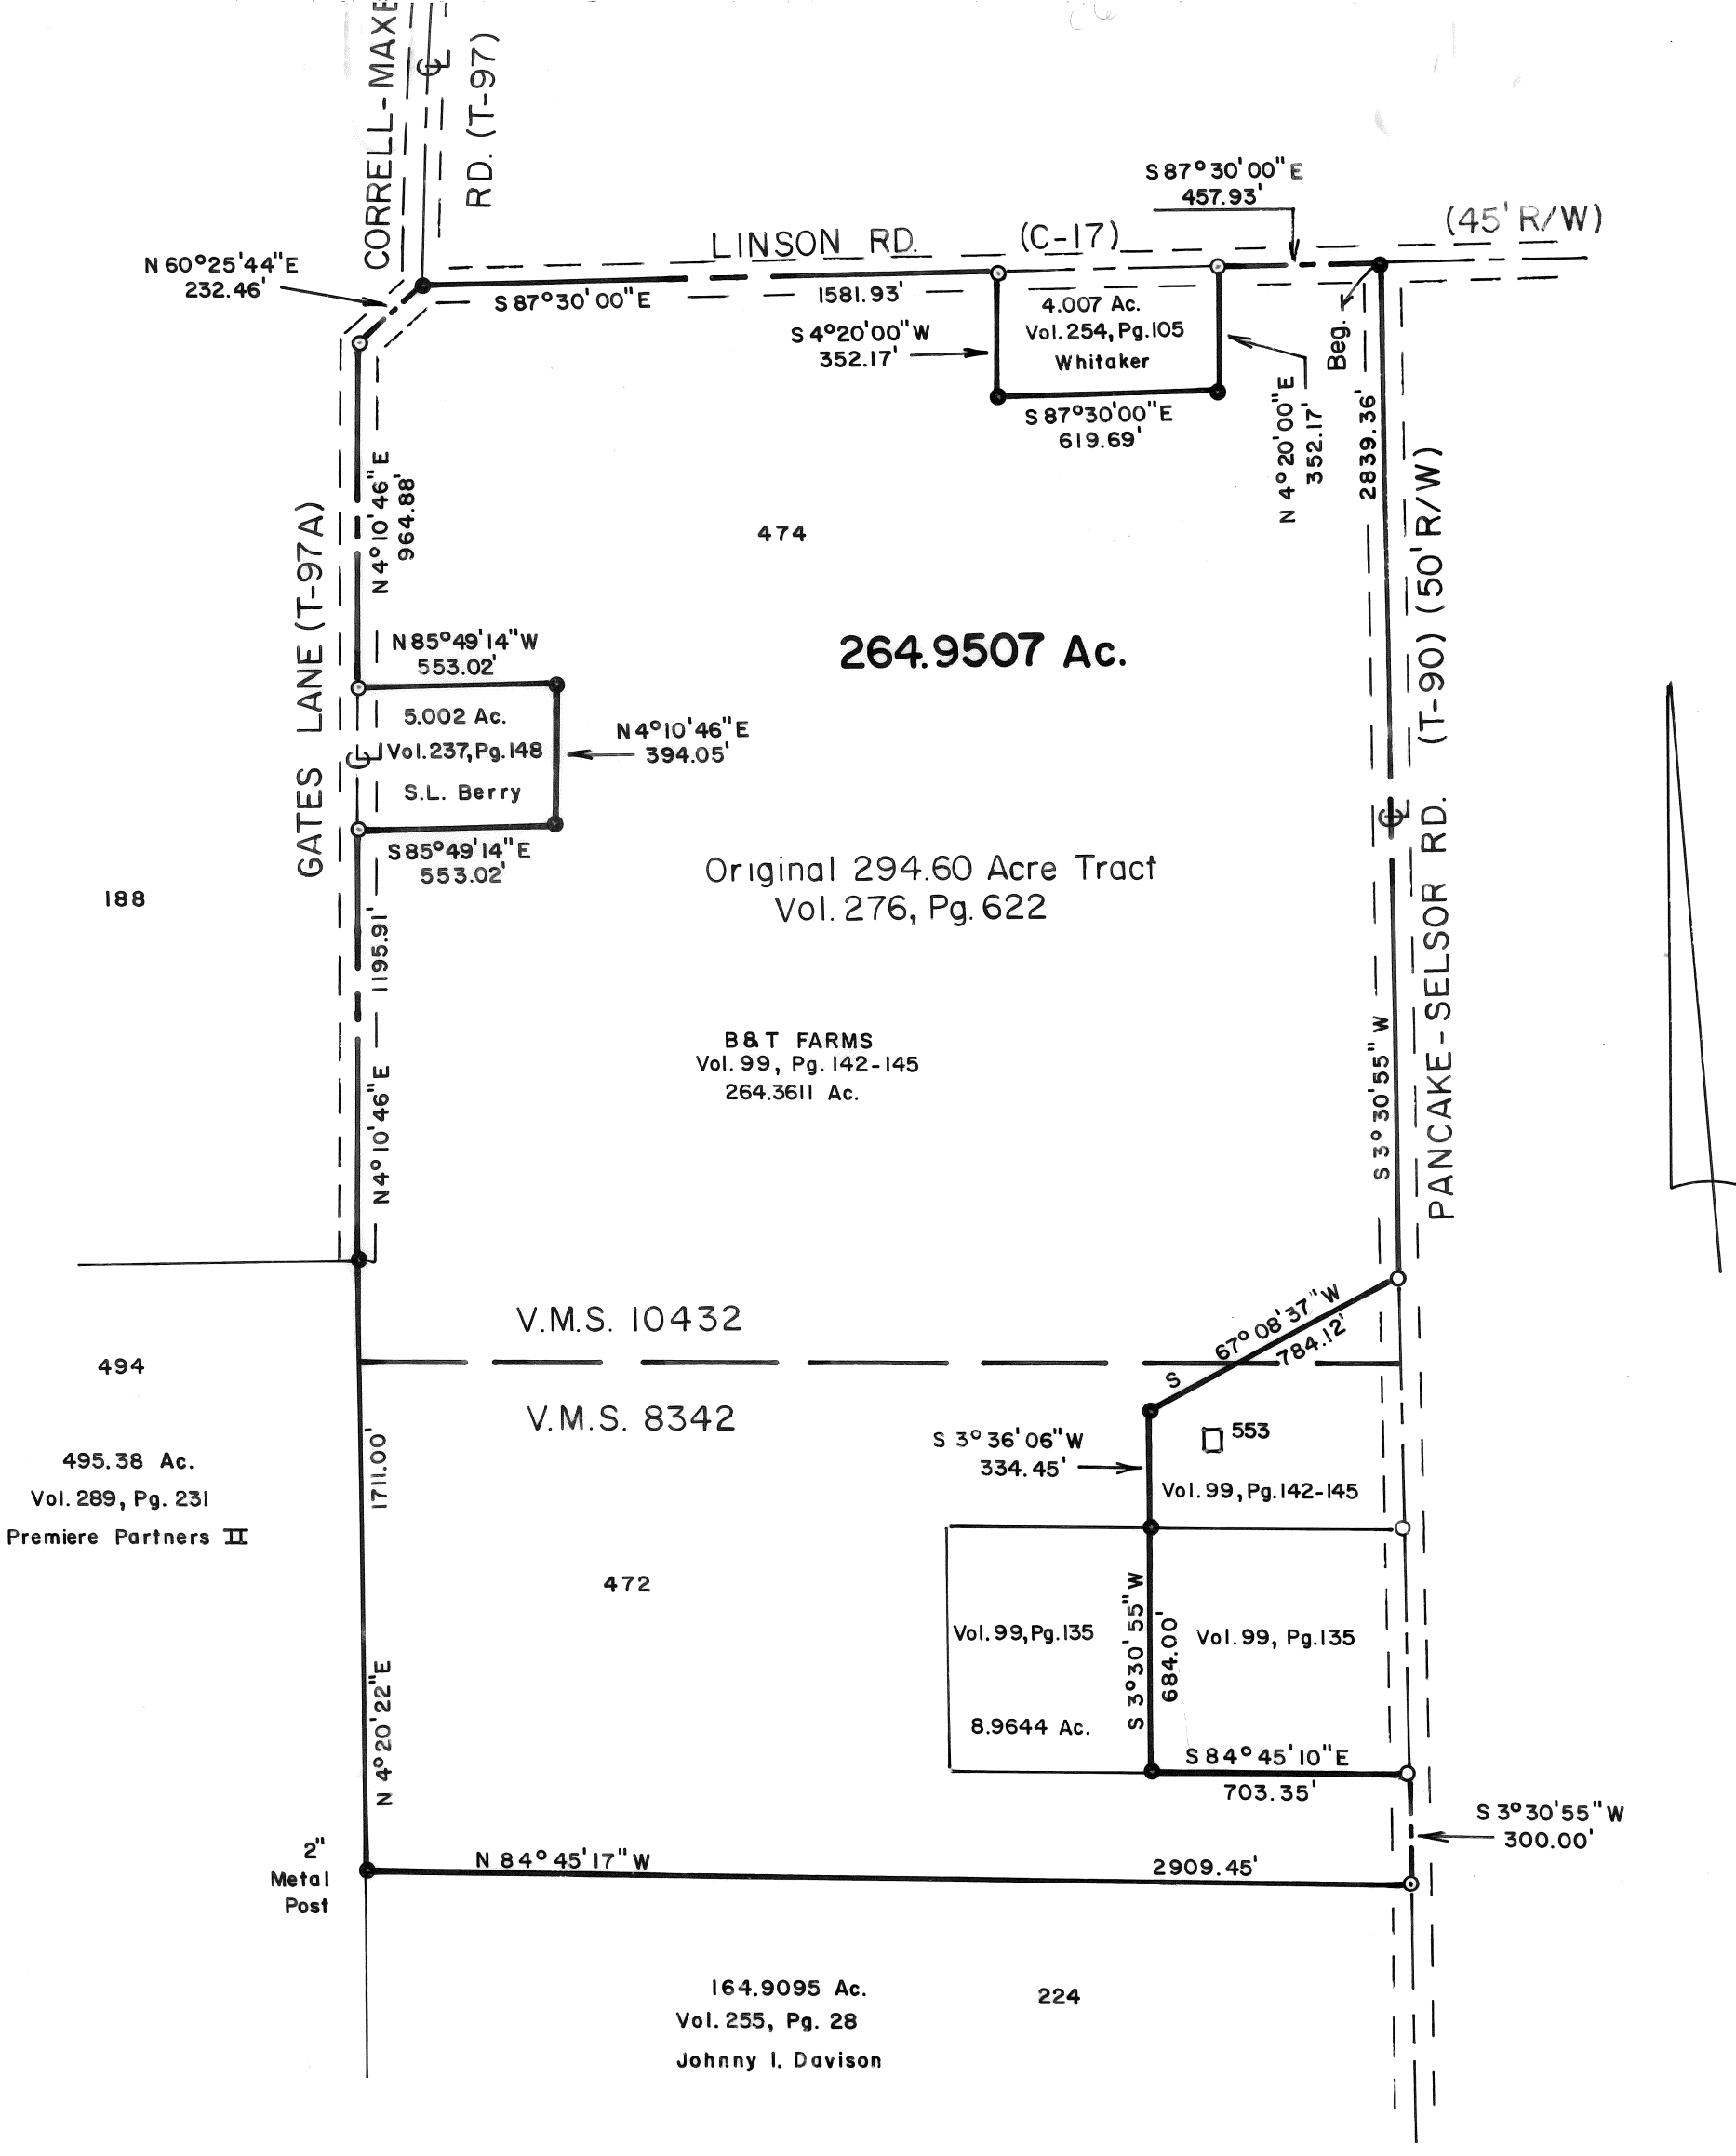 CORRELL-MAXE
RD. (T-97)
S 87° 30' 00" E
457.93'
(45' R/W)
LINSON RD. (C-17)
N 60° 25' 44" E
232.46'
S 87° 30' 00" E
1581.93'
4.007 Ac.
Vol. 254, Pg. 105
Whitaker
S 4° 20' 00" W
352.17'
Beg.
S 87° 30' 00" E
619.69'
N 4° 20' 00" E
352.17'
2839.36'
N 4° 10' 46" E
964.88'
474
GATES LANE (T-97A)
PANCAKE-SELSOR RD. (T-90) (50' R/W)
264.9507 Ac.
N 85° 49' 14" W
553.02'
5.002 Ac.
Vol. 237, Pg. 148
S.L. Berry
N 4° 10' 46" E
394.05'
S 85° 49' 14" E
553.02'
Original 294.60 Acre Tract
Vol. 276, Pg. 622
188
N 4° 10' 46" E 1195.91'
B&T FARMS
Vol. 99, Pg. 142-145
264.3611 Ac.
S 3° 30' 55" W
V.M.S. 10432
S 67° 08' 37" W
784.12'
494
V.M.S. 8342
495.38 Ac.
Vol. 289, Pg. 231
Premiere Partners II
N 4° 20' 22" E 1711.00'
S 3° 36' 06" W
334.45'
553
Vol. 99, Pg. 142-145
472
Vol. 99, Pg. 135
8.9644 Ac.
S 3° 30' 55" W
684.00'
Vol. 99, Pg. 135
S 84° 45' 10" E
703.35'
S 3° 30' 55" W
300.00'
2"
Metal
Post
N 84° 45' 17" W 2909.45'
164.9095 Ac.
Vol. 255, Pg. 28
Johnny I. Davison
224